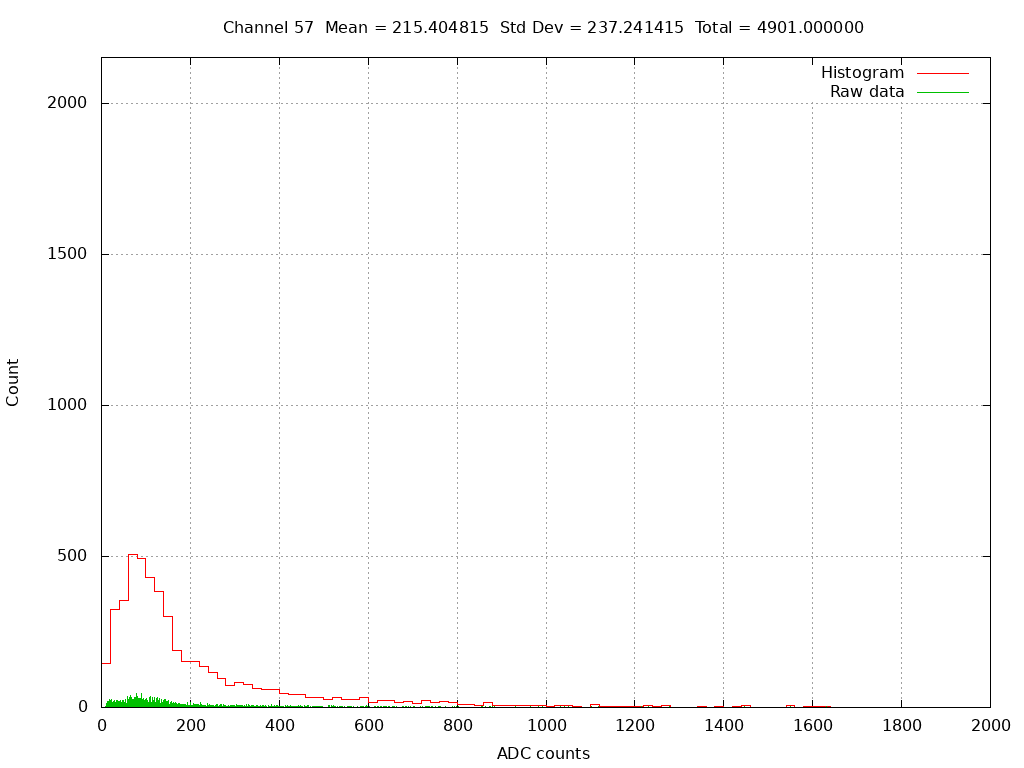 Channel 57  Mean = 215.404815  Std Dev = 237.241415  Total = 4901.000000
Histogram
Raw data
2000
1500
1000
500
0
Count
0 200 400 600 800 1000 1200 1400 1600 1800 2000
ADC counts